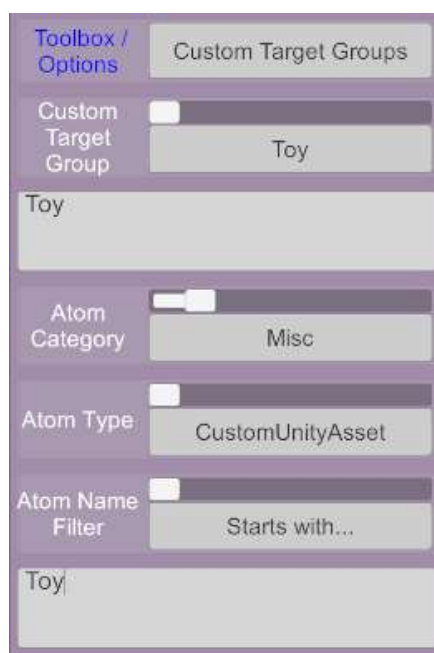 Toolbox /
Options
Custom Target Groups
Custom
Target
Group
Toy
Toy
Atom
Category
Misc
Atom Type
CustomUnityAsset
Atom Name
Filter
Starts with...
Toy